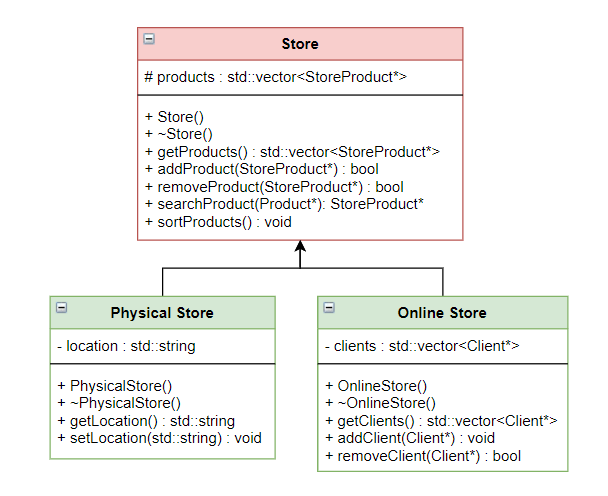 Store
# products : std::vector<StoreProduct*>
+ Store()
+ ~Store()
+ getProducts() : std::vector<StoreProduct*>
+ addProduct(StoreProduct*) : bool
+ removeProduct(StoreProduct*) : bool
+ searchProduct(Product*): StoreProduct*
+ sortProducts() : void
Physical Store
- location : std::string
+ PhysicalStore()
+ ~PhysicalStore()
+ getLocation() : std::string
+ setLocation(std::string) : void
Online Store
- clients : std::vector<Client*>
+ OnlineStore()
+ ~OnlineStore()
+ getClients() : std::vector<Client*>
+ addClient(Client*) : void
+ removeClient(Client*) : bool